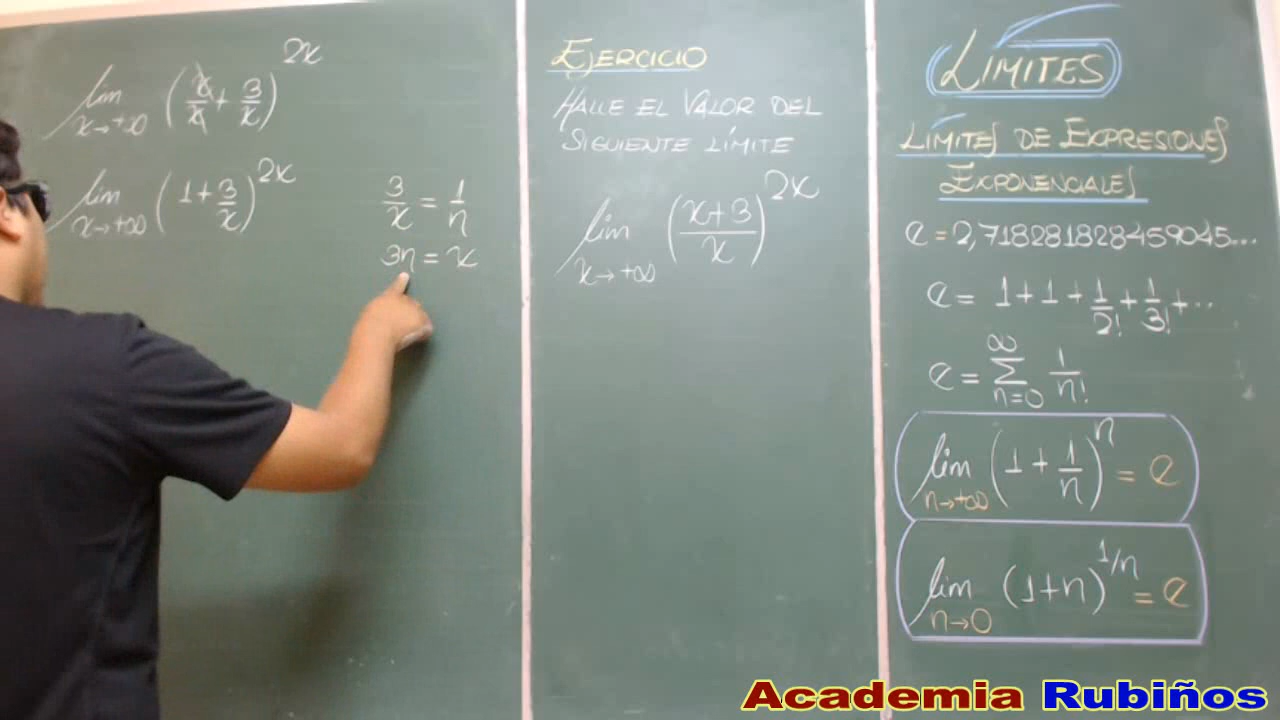 lim x→+∞ (x/x + 3/x)^2x
lim x→+∞ (1+3/x)^2x
3/x = 1/n
3n = x
EJERCICIO
HALLE EL VALOR DEL
SIGUIENTE LÍMITE
lim x→+∞ (x+3/x)^2x
LÍMITES
LÍMITES DE EXPRESIONES
EXPONENCIALES
e = 2,718281828459045...
e = 1+1+1/2!+1/3!+...
e = ∞ Σ n=0 1/n!
lim n→+∞ (1+1/n)^n = e
lim n→0 (1+n)^1/n = e
Academia Rubiños